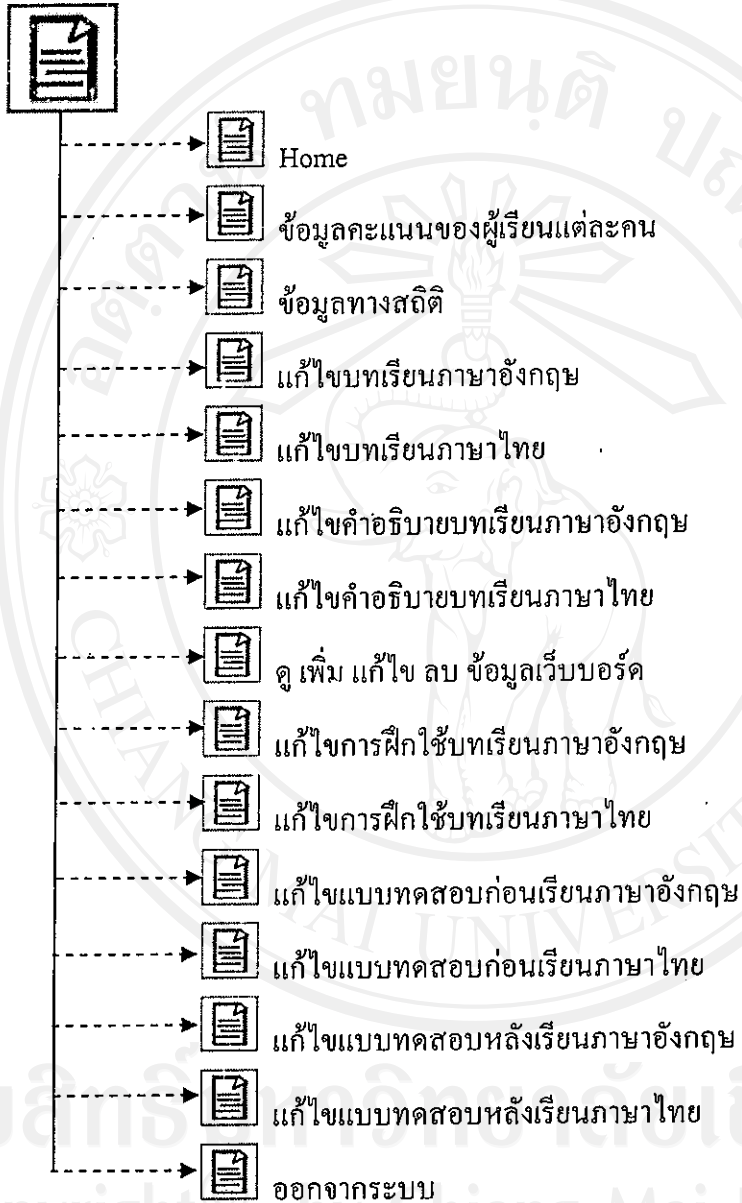 Home
ข้อมูลคะแนนของผู้เรียนแต่ละคน
ข้อมูลทางสถิติ
แก้ไขบทเรียนภาษาอังกฤษ
แก้ไขบทเรียนภาษาไทย
แก้ไขคำอธิบายบทเรียนภาษาอังกฤษ
แก้ไขคำอธิบายบทเรียนภาษาไทย
ดู เพิ่ม แก้ไข ลบ ข้อมูลเว็บบอร์ด
แก้ไขการฝึกใช้บทเรียนภาษาอังกฤษ
แก้ไขการฝึกใช้บทเรียนภาษาไทย
แก้ไขแบบทดสอบก่อนเรียนภาษาอังกฤษ
แก้ไขแบบทดสอบก่อนเรียนภาษาไทย
แก้ไขแบบทดสอบหลังเรียนภาษาอังกฤษ
แก้ไขแบบทดสอบหลังเรียนภาษาไทย
ออกจากระบบ